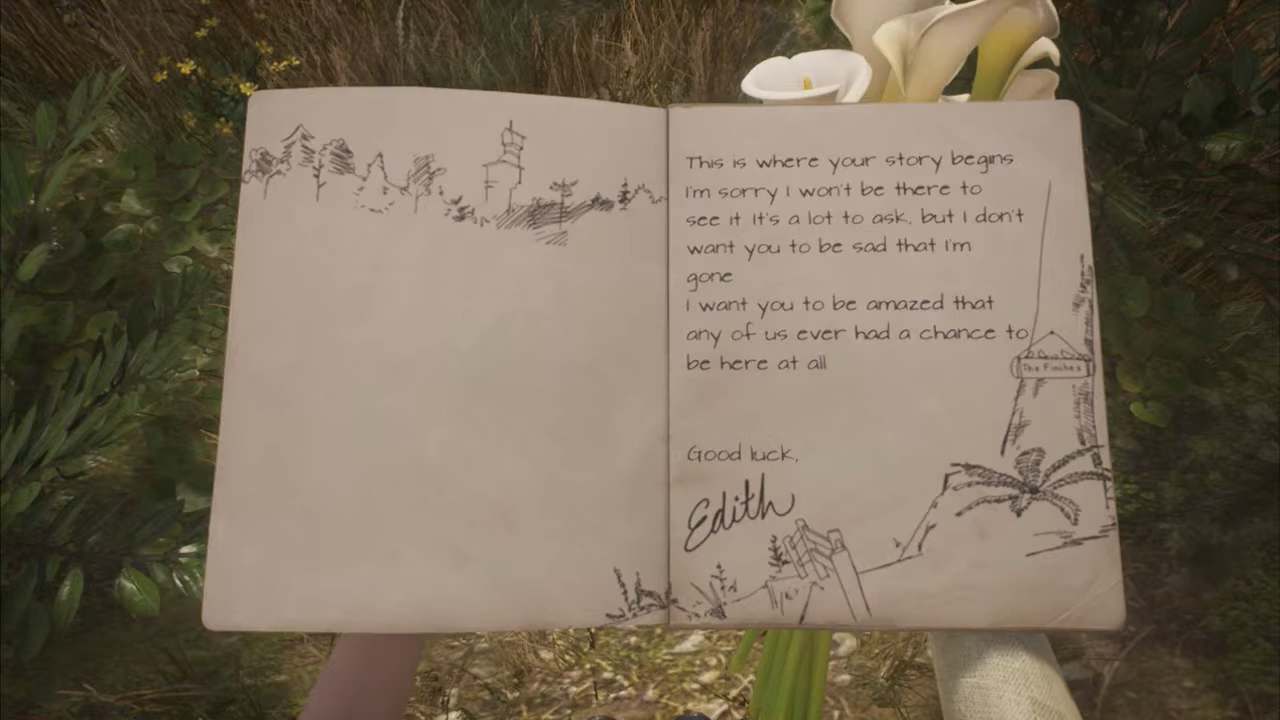 This is where your story begins
I'm sorry I won't be there to
see it It's a lot to ask, but I don't
want you to be sad that I'm
gone
I want you to be amazed that
any of us ever had a chance to
be here at all
The Finches
Good luck,
Edith